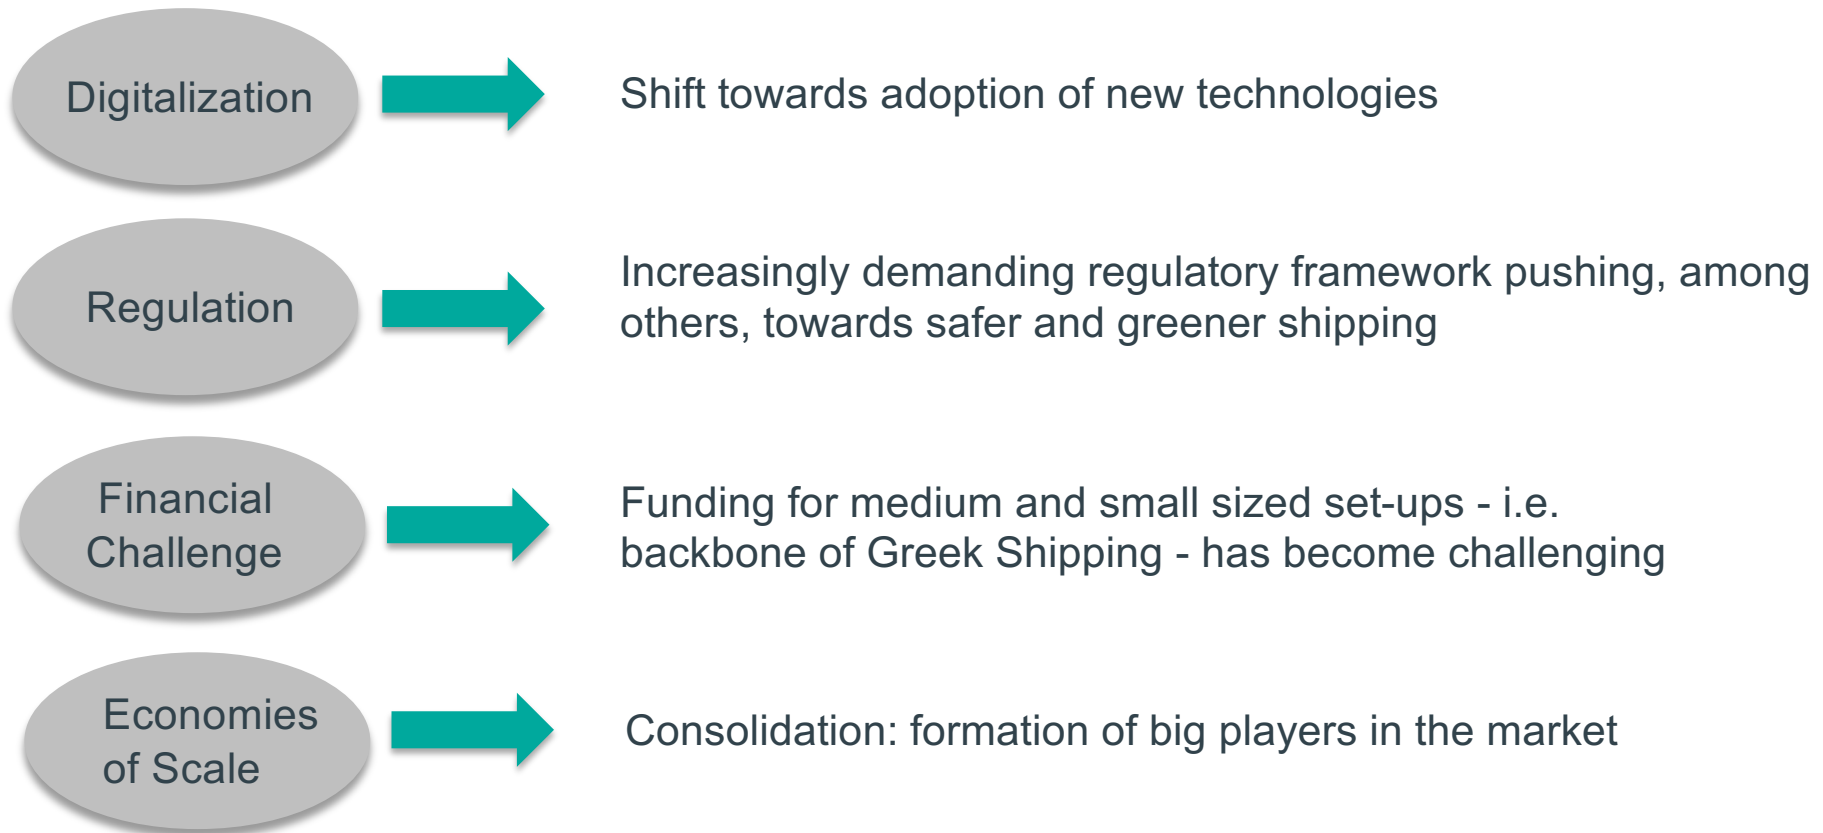 Digitalization
Shift towards adoption of new technologies
Regulation
Increasingly demanding regulatory framework pushing, among
others, towards safer and greener shipping
Financial
Challenge
Funding for medium and small sized set-ups - i.e.
backbone of Greek Shipping - has become challenging
Economies
of Scale
Consolidation: formation of big players in the market